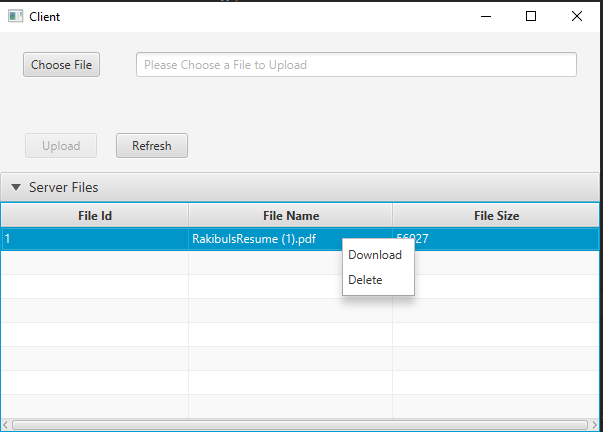 Client
Choose File Please Choose a File to Upload
Upload Refresh
Server Files
File Id File Name File Size
1 RakibulsResume (1).pdf 56027
Download
Delete